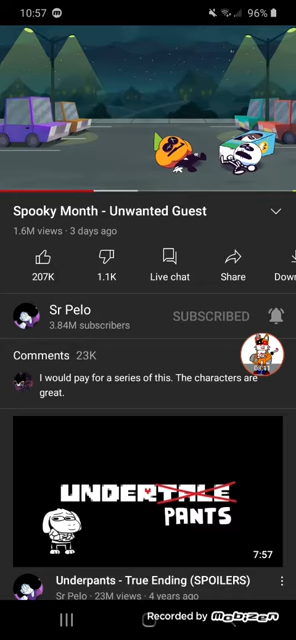 10:57
96%
Spooky Month - Unwanted Guest
1.6M views · 3 days ago
207K
1.1K
Live chat
Share
Down
Sr Pelo
3.84M subscribers
SUBSCRIBED
Comments 23K
I would pay for a series of this. The characters are
great.
UNDERTALE
PANTS
7:57
Underpants - True Ending (SPOILERS)
Sr Pelo · 23M views · 4 years ago
Recorded by Mobizen